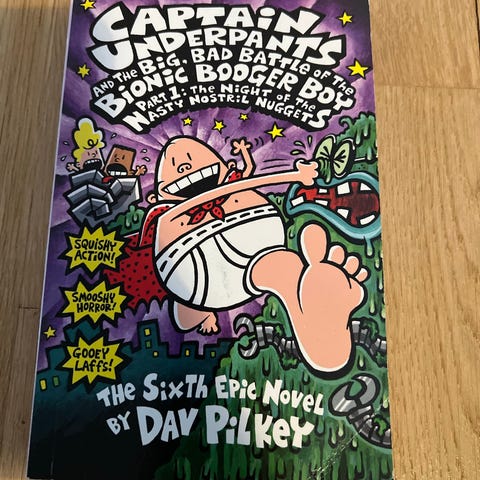 CAPTAIN
UNDERPANTS
AND THE BIG, BAD BATTLE OF THE
BIONIC BOOGER BOY
PART 1: THE NIGHT OF THE
NASTY NOSTRIL NUGGETS
SQUISHY
ACTION!
SMOOSHY
HORROR!
GOOEY
LAFFS!
THE SIXTH EPIC NOVEL
BY DAV PILKEY